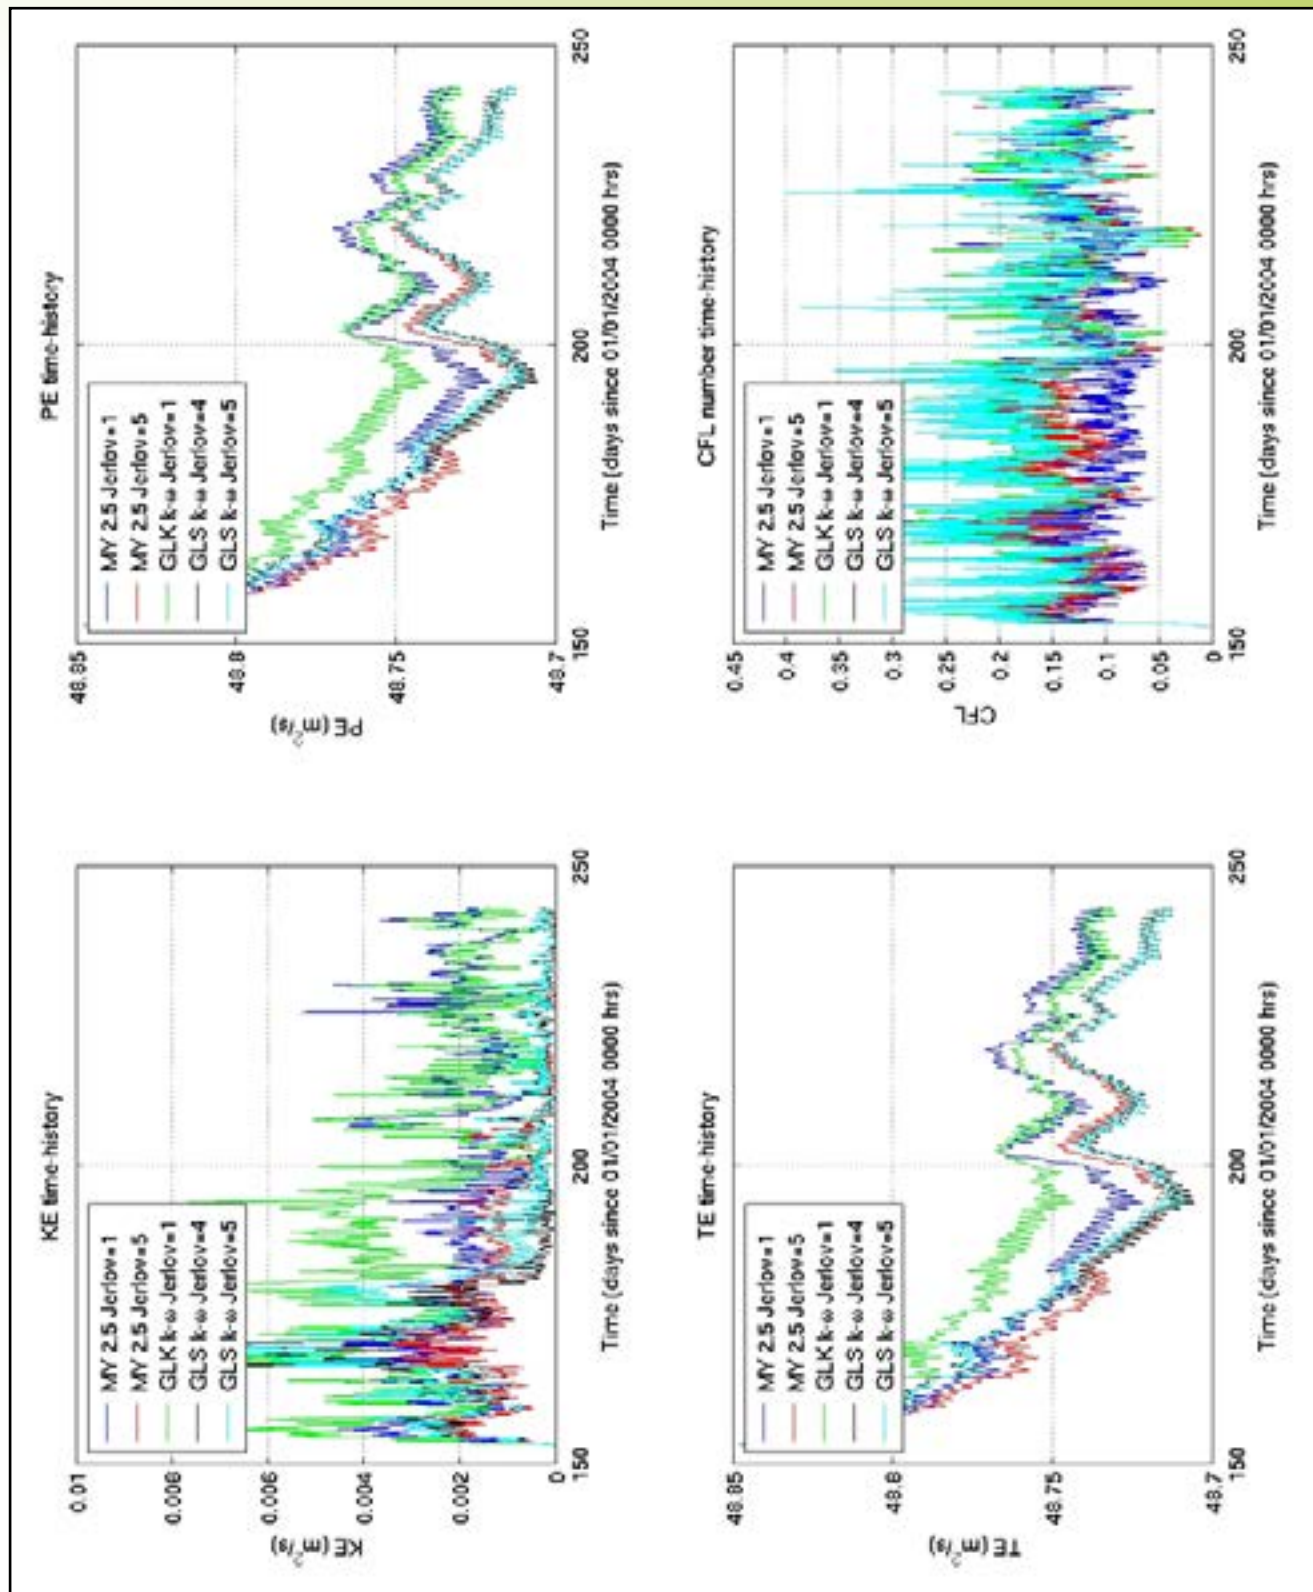 KE time-history
0.01
0.008
0.006
0.004
0.002
0
KE (m²/s)
MY 2.5 Jerlov=1
MY 2.5 Jerlov=5
GLK k-ω Jerlov=1
GLS k-ω Jerlov=4
GLS k-ω Jerlov=5
150
200
250
Time (days since 01/01/2004 0000 hrs)
PE time-history
48.85
48.8
48.75
48.7
PE (m²/s)
MY 2.5 Jerlov=1
MY 2.5 Jerlov=5
GLK k-ω Jerlov=1
GLS k-ω Jerlov=4
GLS k-ω Jerlov=5
150
200
250
Time (days since 01/01/2004 0000 hrs)
TE time-history
48.85
48.8
48.75
48.7
TE (m²/s)
MY 2.5 Jerlov=1
MY 2.5 Jerlov=5
GLK k-ω Jerlov=1
GLS k-ω Jerlov=4
GLS k-ω Jerlov=5
150
200
250
Time (days since 01/01/2004 0000 hrs)
CFL number time-history
0.45
0.4
0.35
0.3
0.25
0.2
0.15
0.1
0.05
0
CFL
MY 2.5 Jerlov=1
MY 2.5 Jerlov=5
GLK k-ω Jerlov=1
GLS k-ω Jerlov=4
GLS k-ω Jerlov=5
150
200
250
Time (days since 01/01/2004 0000 hrs)